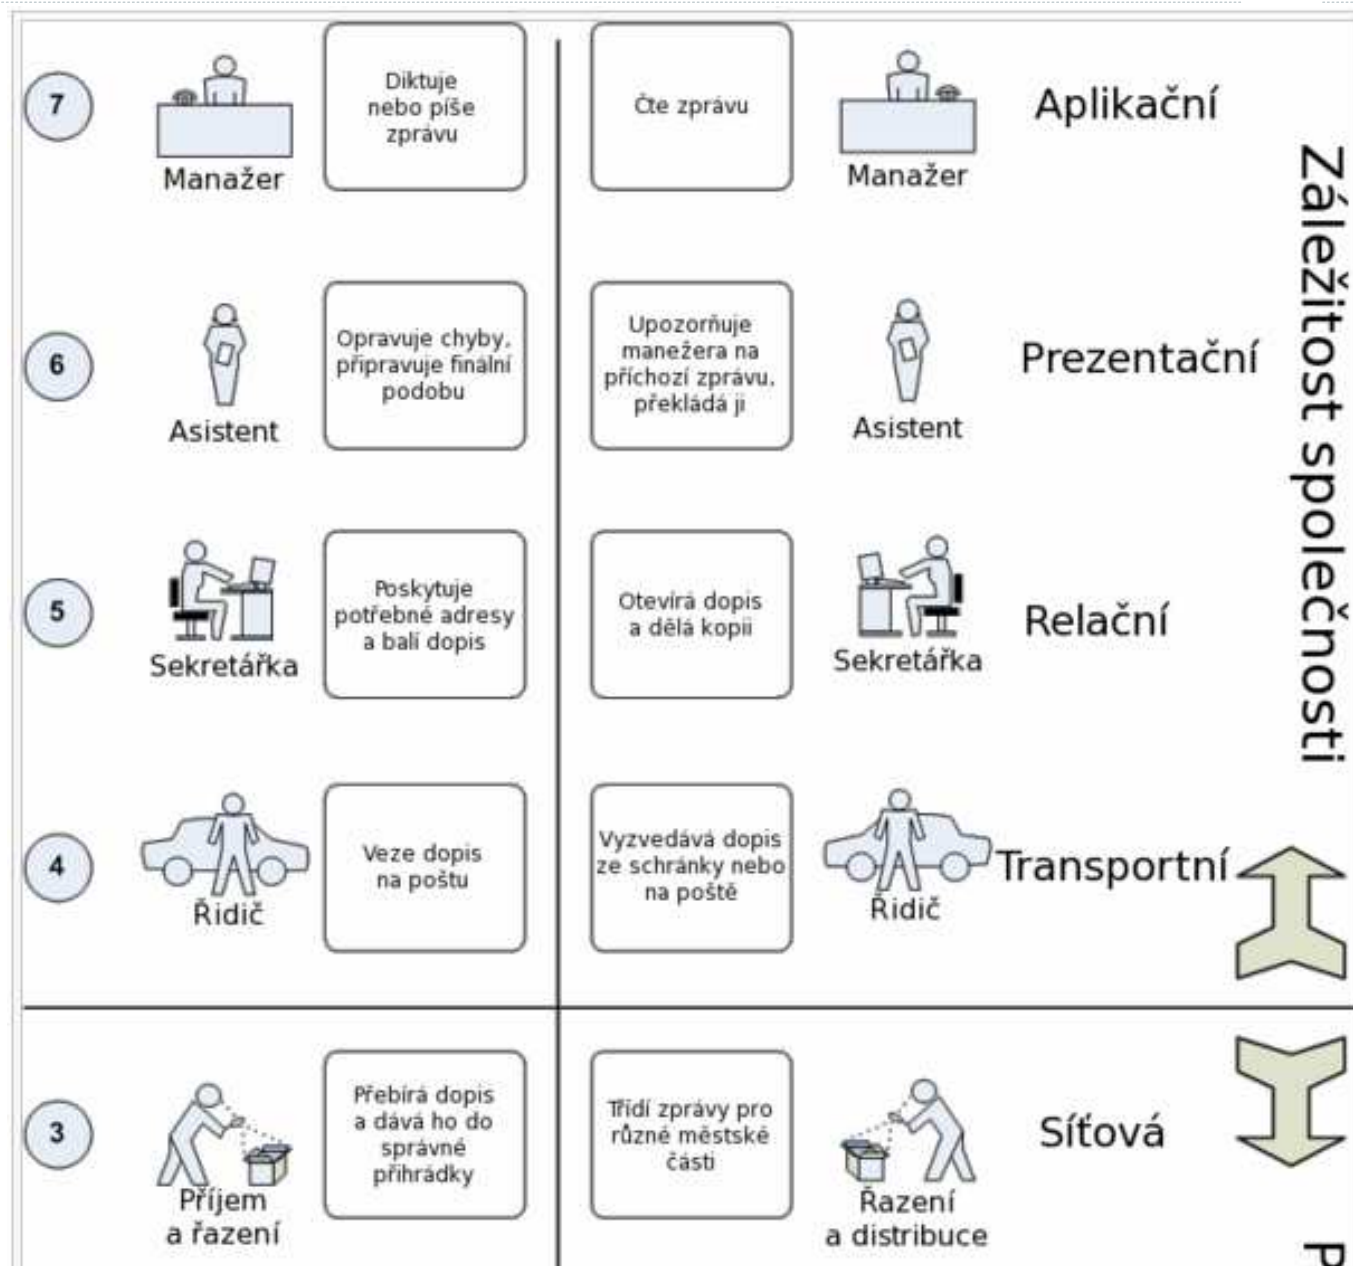 7
Manažer
Diktuje
nebo píše
zprávu
Čte zprávu
Manažer
Aplikační
6
Asistent
Opravuje chyby,
připravuje finální
podobu
Upozorňuje
manežera na
příchozí zprávu,
překládá ji
Asistent
Prezentační
5
Sekretářka
Poskytuje
potřebné adresy
a balí dopis
Otevírá dopis
a dělá kopii
Sekretářka
Relační
4
Řidič
Veze dopis
na poštu
Vyzvedává dopis
ze schránky nebo
na poště
Řidič
Transportní
Záležitost společnosti
3
Příjem
a řazení
Přebírá dopis
a dává ho do
správné
přihrádky
Třídí zprávy pro
různé městské
části
Řazení
a distribuce
Síťová
P